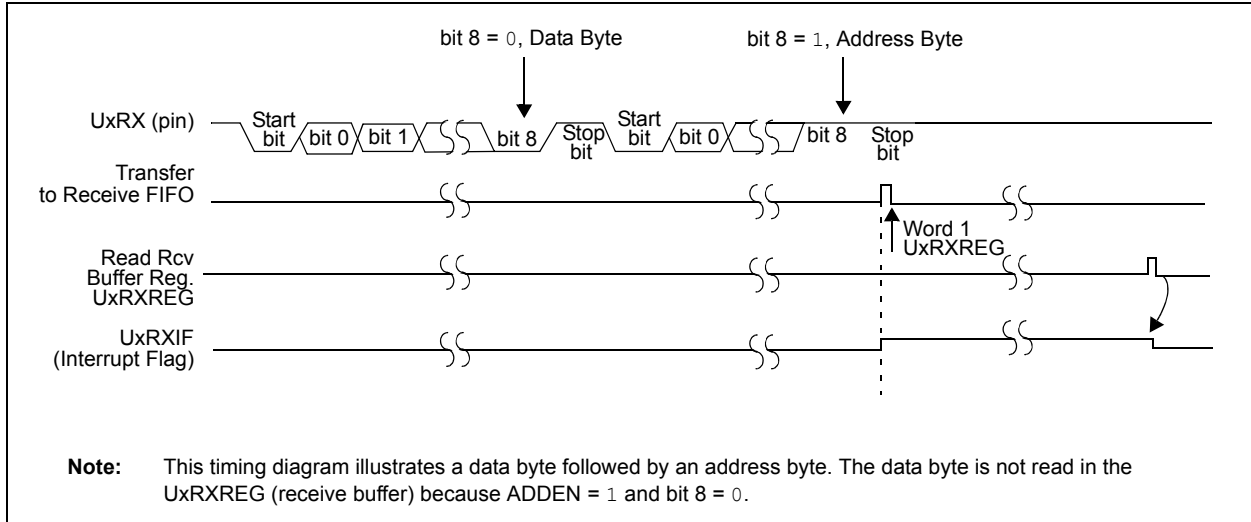 bit 8 = 0, Data Byte
bit 8 = 1, Address Byte
UxRX (pin)
Start
bit
bit 0
bit 1
bit 8
Stop
bit
Start
bit
bit 0
bit 8
Stop
bit
Transfer
to Receive FIFO
Word 1
UxRXREG
Read Rcv
Buffer Reg.
UxRXREG
UxRXIF
(Interrupt Flag)
Note: This timing diagram illustrates a data byte followed by an address byte. The data byte is not read in the
UxRXREG (receive buffer) because ADDEN = 1 and bit 8 = 0.